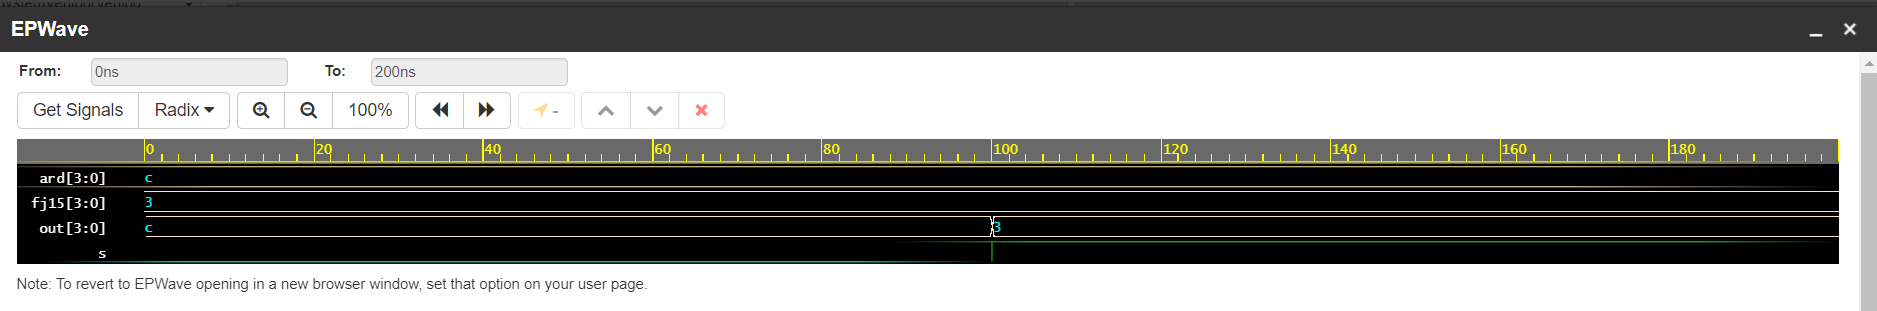 EPWave
From: 0ns To: 200ns
Get Signals Radix 100% -
0 20 40 60 80 100 120 140 160 180
ard[3:0] c
fj15[3:0] 3
out[3:0] c 3
s
Note: To revert to EPWave opening in a new browser window, set that option on your user page.